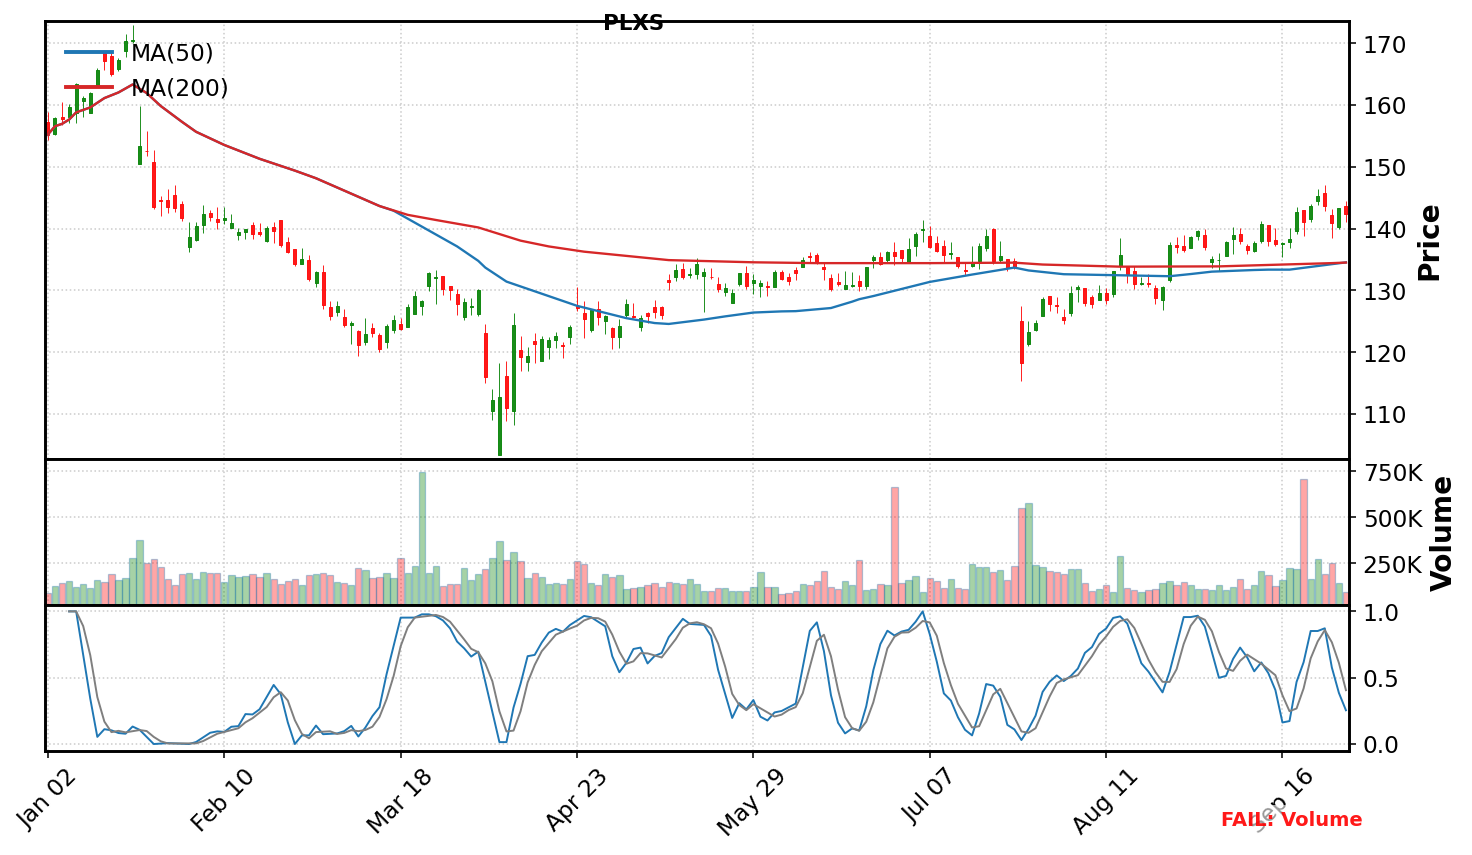 PLXS
MA(50)
MA(200)
170
160
150
140
130
120
110
Price
750K
500K
250K
Volume
1.0
0.5
0.0
Jan 02
Feb 10
Mar 18
Apr 23
May 29
Jul 07
Aug 11
Sep 16
FAIL: Volume